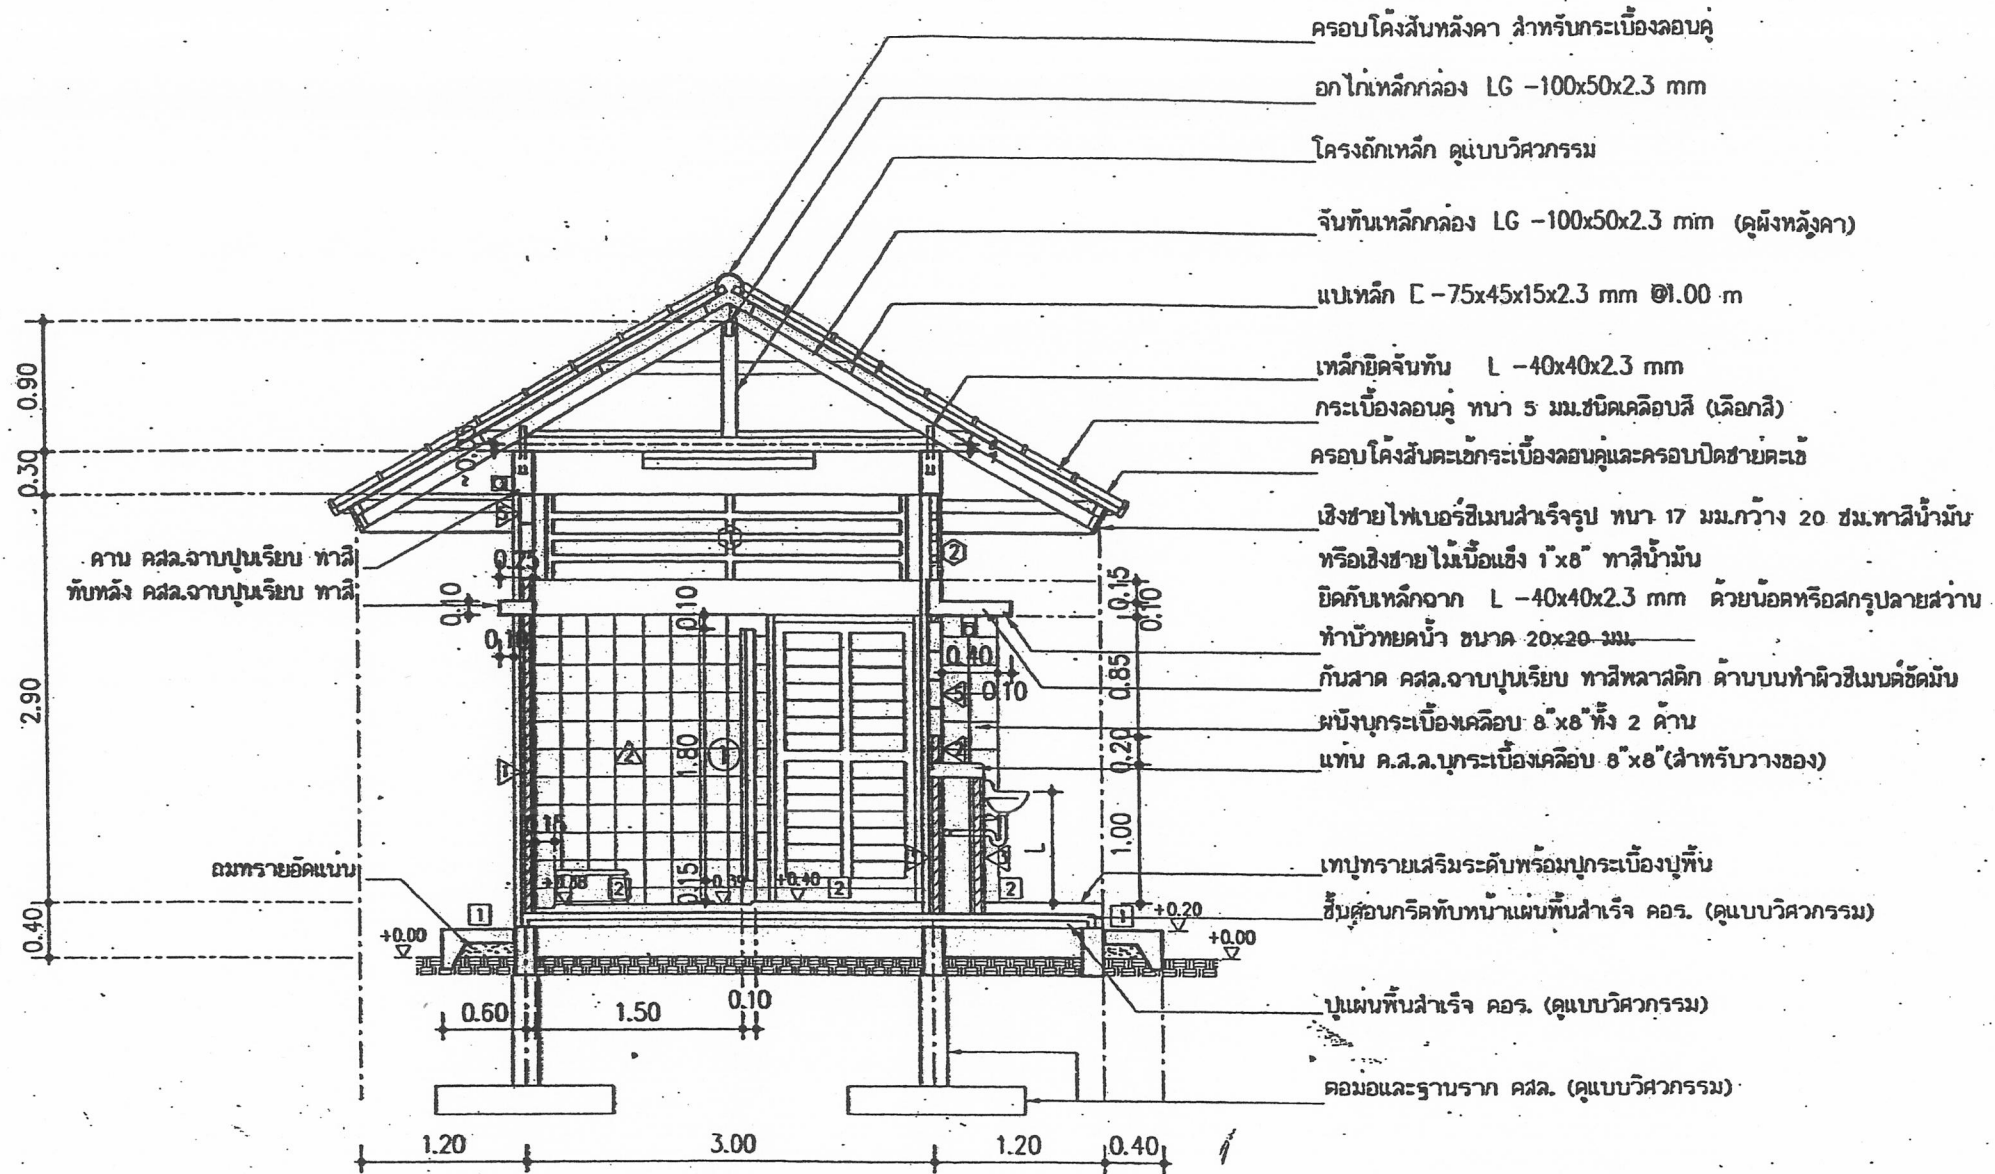 ครอบโค้งสันหลังคา สำหรับกระเบื้องลอนคู่
อกไก่เหล็กกล่อง LG -100x50x2.3 mm
โครงถักเหล็ก ดูแบบวิศวกรรม
จันทันเหล็กกล่อง LG -100x50x2.3 mm (ดูผังหลังคา)
แปเหล็ก C -75x45x15x2.3 mm @1.00 m
เหล็กยึดจันทัน L -40x40x2.3 mm
กระเบื้องลอนคู่ หนา 5 มม.ชนิดเคลือบสี (เลือกสี)
ครอบโค้งสันตะเข้กระเบื้องลอนคู่และครอบปิดชายตะเข้
เชิงชายไฟเบอร์ซีเมนสำเร็จรูป หนา 17 มม.กว้าง 20 ซม.ทาสีน้ำมัน
หรือเชิงชายไม้เนื้อแข็ง 1"x8" ทาสีน้ำมัน
ยึดกับเหล็กฉาก L -40x40x2.3 mm ด้วยน้อตหรือสกรูปลายสว่าน
ทำบัวหยดน้ำ ขนาด 20x20 มม.
กันสาด คสล.ฉาบปูนเรียบ ทาสีพลาสติก ด้านบนทำผิวซีเมนต์ขัดมัน
ผนังบุกระเบื้องเคลือบ 8"x8" ทั้ง 2 ด้าน
แท่น ค.ส.ล.บุกระเบื้องเคลือบ 8"x8"(สำหรับวางของ)
เทปูทรายเสริมระดับพร้อมปูกระเบื้องปูพื้น
ชั้นคอนกรีตทับหน้าแผ่นพื้นสำเร็จ คอร. (ดูแบบวิศวกรรม)
ปูแผ่นพื้นสำเร็จ คอร. (ดูแบบวิศวกรรม)
ตอม่อและฐานราก คสล. (ดูแบบวิศวกรรม)
คาน คสล.ฉาบปูนเรียบ ทาสี
ทับหลัง คสล.ฉาบปูนเรียบ ทาสี
ถมทรายอัดแน่น
0.90
0.30
2.90
0.40
0.10
0.10
1.80
0.15
1
2
2
0.40
0.10
0.15
0.10
0.85
0.20
1.00
L
1
2
2
2
+0.40
1
+0.20
+0.00
+0.00
0.60
1.50
0.10
1.20
3.00
1.20
0.40